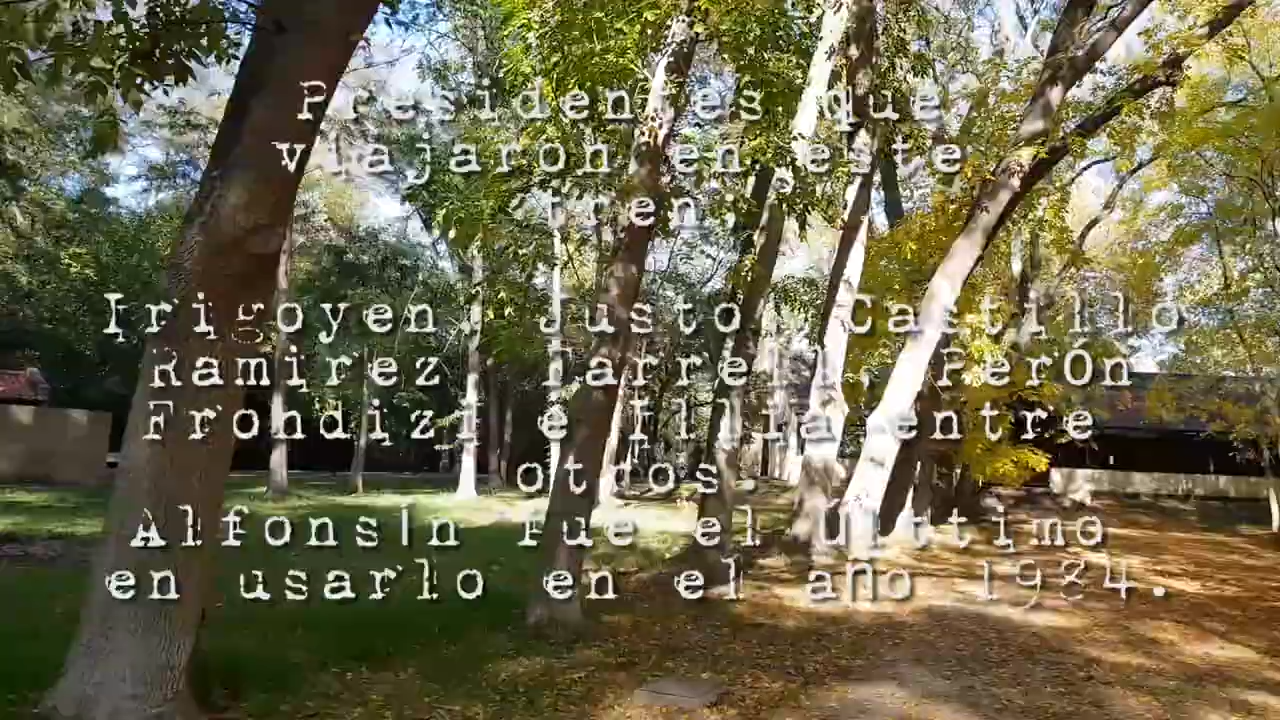 Presidentes que
viajaron en este
tren:
Irigoyen, Justo, Castillo
Ramirez, Farrell, Perón
Frondizi e Illia entre
otros.
Alfonsín fue el último
en usarlo en el año 1984.